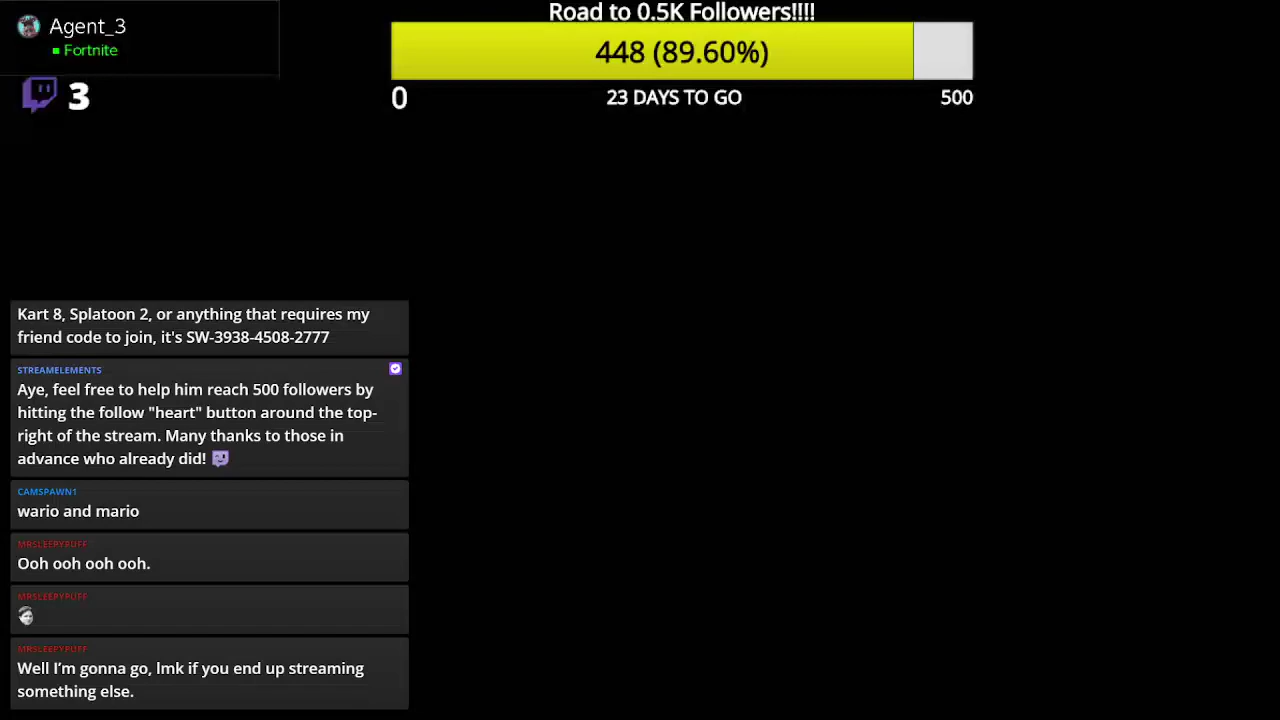 Agent_3
Fortnite
3
Road to 0.5K Followers!!!!
448 (89.60%)
0
23 DAYS TO GO
500
Kart 8, Splatoon 2, or anything that requires my
friend code to join, it's SW-3938-4508-2777
STREAMELEMENTS
Aye, feel free to help him reach 500 followers by
hitting the follow "heart" button around the top-
right of the stream. Many thanks to those in
advance who already did!
CAMSPAWN1
wario and mario
MRSLEEPYPUFF
Ooh ooh ooh ooh.
MRSLEEPYPUFF
MRSLEEPYPUFF
Well I’m gonna go, lmk if you end up streaming
something else.